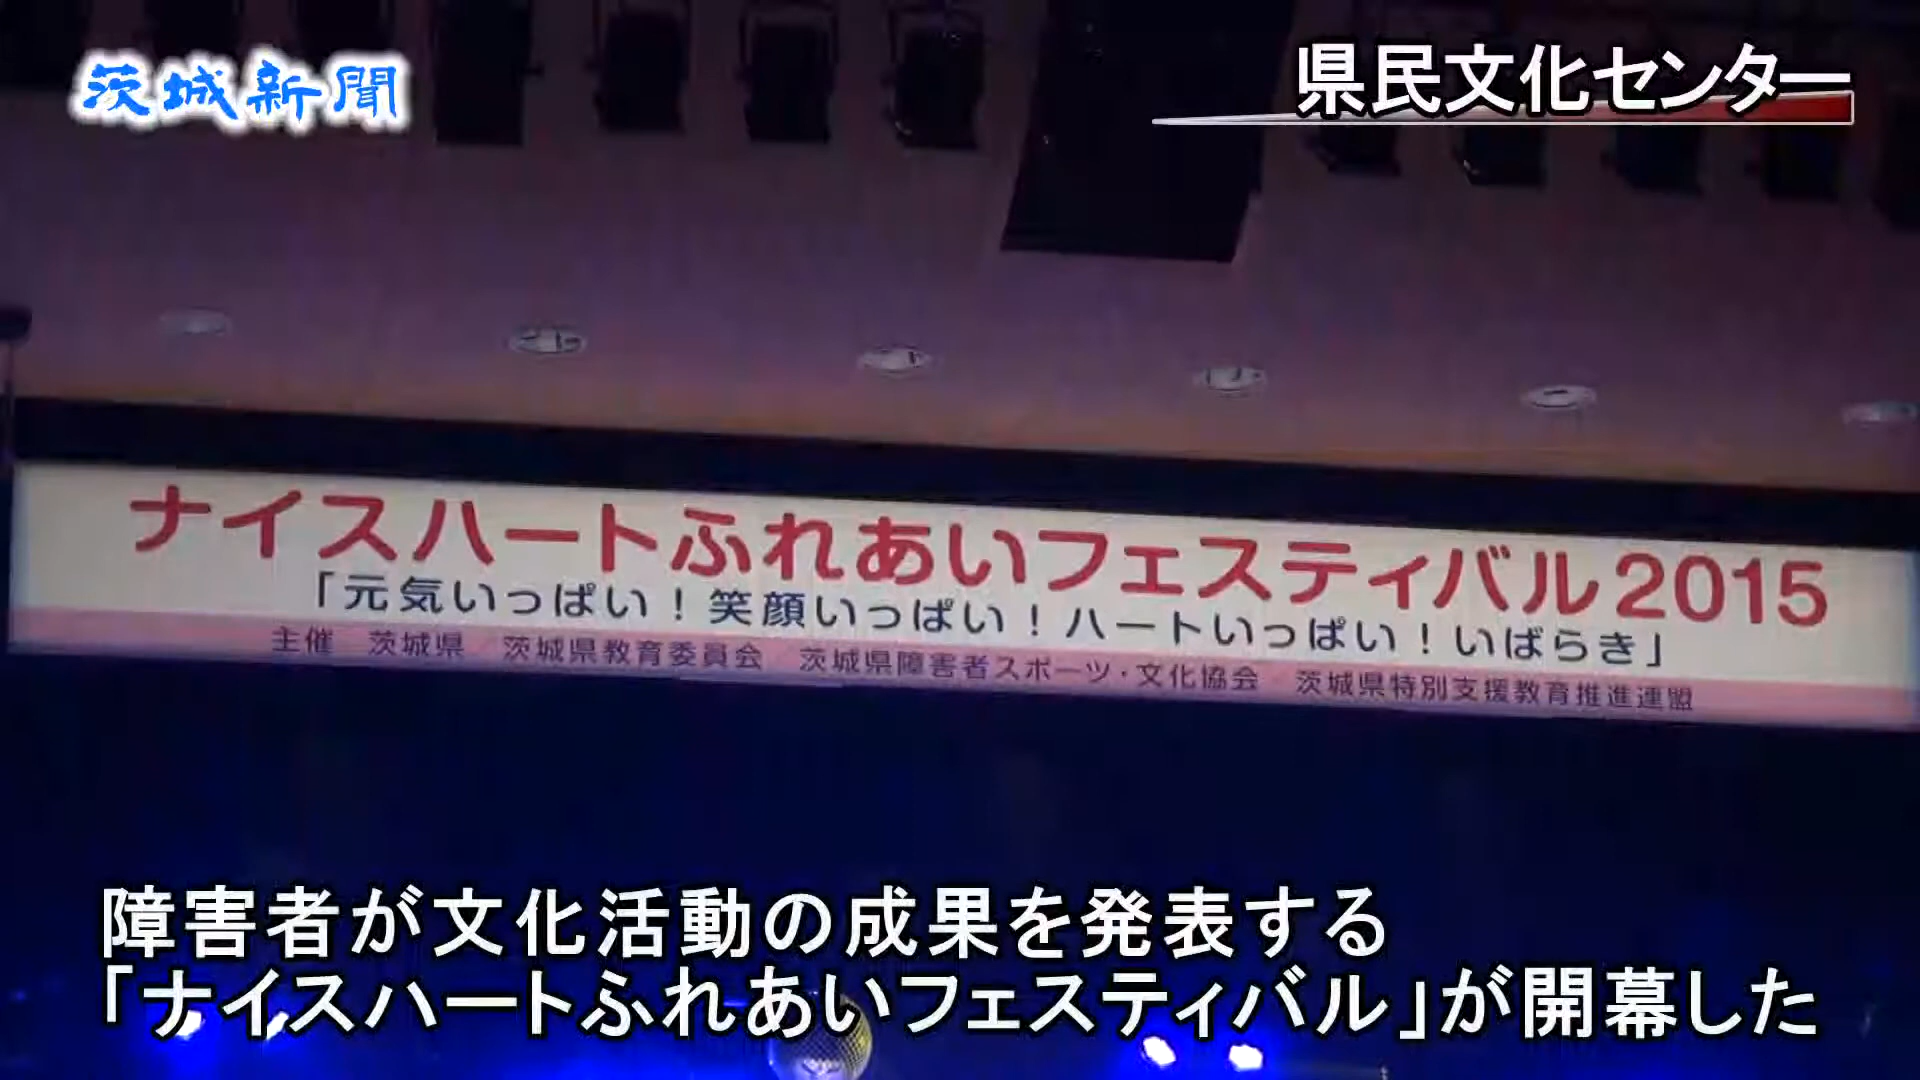 茨城新聞
県民文化センター
ナイスハートふれあいフェスティバル2015
「元気いっぱい！笑顔いっぱい！ハートいっぱい！いばらき」
主催　茨城県　茨城県教育委員会　茨城県障害者スポーツ・文化協会　茨城県特別支援教育推進連盟
障害者が文化活動の成果を発表する
「ナイスハートふれあいフェスティバル」が開幕した